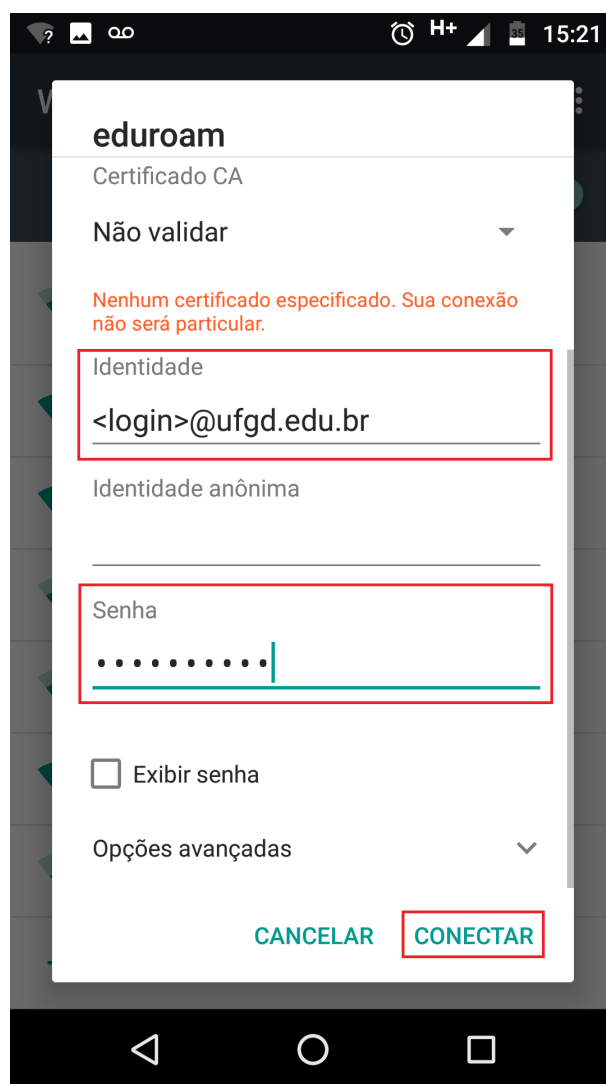 H+
35
15:21
W
eduroam
Certificado CA
Não validar
Nenhum certificado especificado. Sua conexão
não será particular.
Identidade
<login>@ufgd.edu.br
Identidade anônima
Senha
••••••••••
Exibir senha
Opções avançadas
CANCELAR CONECTAR